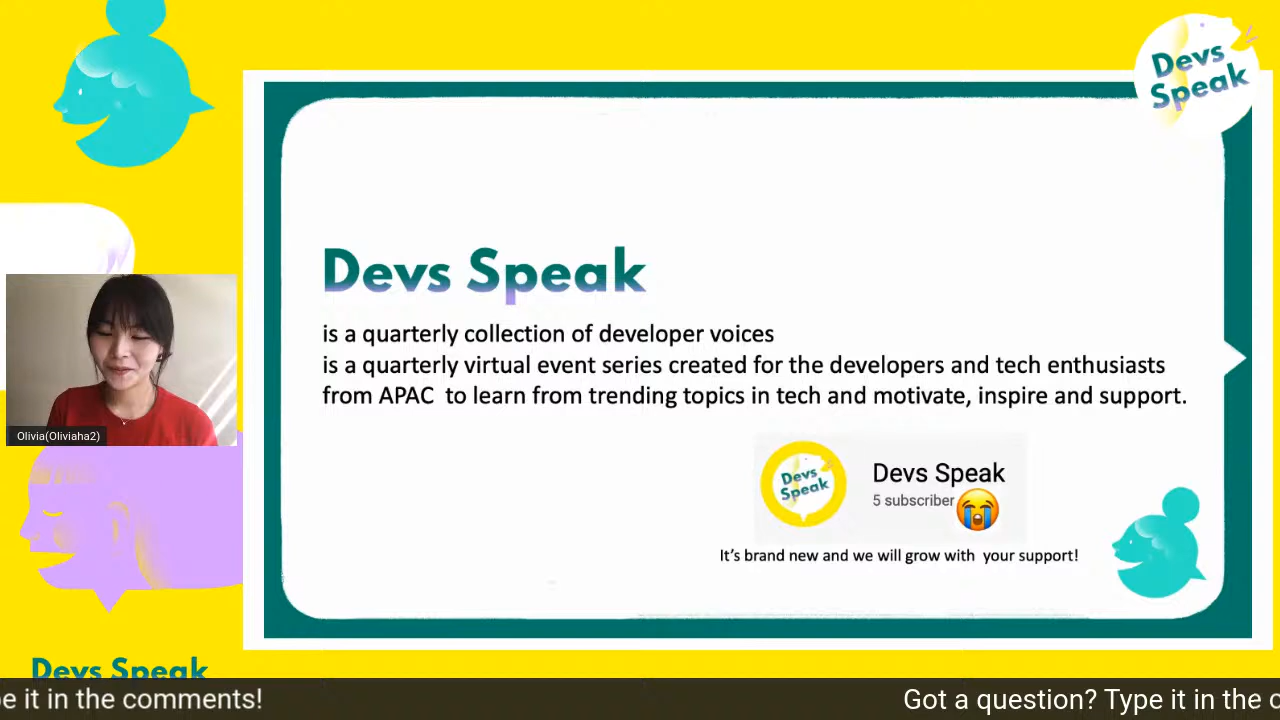 Devs
Speak
Devs Speak
is a quarterly collection of developer voices
is a quarterly virtual event series created for the developers and tech enthusiasts
from APAC to learn from trending topics in tech and motivate, inspire and support.
Olivia(Oliviaha2)
Devs
Speak
Devs Speak
5 subscriber
It's brand new and we will grow with your support!
Devs Speak
e it in the comments!
Got a question? Type it in the c